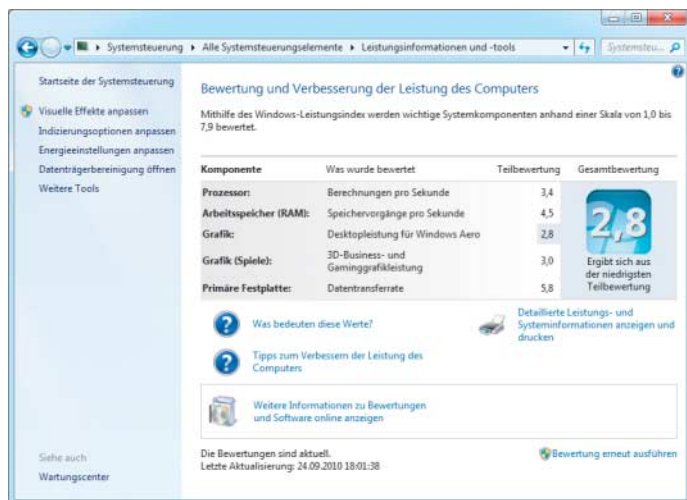 Systemsteuerung ▸ Alle Systemsteuerungselemente ▸ Leistungsinformationen und -tools
Systemsteu...
Startseite der Systemsteuerung
Visuelle Effekte anpassen
Indizierungsoptionen anpassen
Energieeinstellungen anpassen
Datenträgerbereinigung öffnen
Weitere Tools
Siehe auch
Wartungscenter
Bewertung und Verbesserung der Leistung des Computers
Mithilfe des Windows-Leistungsindex werden wichtige Systemkomponenten anhand einer Skala von 1,0 bis
7,9 bewertet.
Komponente Was wurde bewertet Teilbewertung Gesamtbewertung
Prozessor: Berechnungen pro Sekunde 3,4
Arbeitsspeicher (RAM): Speichervorgänge pro Sekunde 4,5
Grafik: Desktopleistung für Windows Aero 2,8
Grafik (Spiele): 3D-Business- und
Gaminggrafikleistung 3,0
Primäre Festplatte: Datentransferrate 5,8
2,8
Ergibt sich aus
der niedrigsten
Teilbewertung
Was bedeuten diese Werte?
Detaillierte Leistungs- und
Systeminformationen anzeigen und
drucken
Tipps zum Verbessern der Leistung des
Computers
Weitere Informationen zu Bewertungen
und Software online anzeigen
Die Bewertungen sind aktuell.
Letzte Aktualisierung: 24.09.2010 18:01:38
Bewertung erneut ausführen